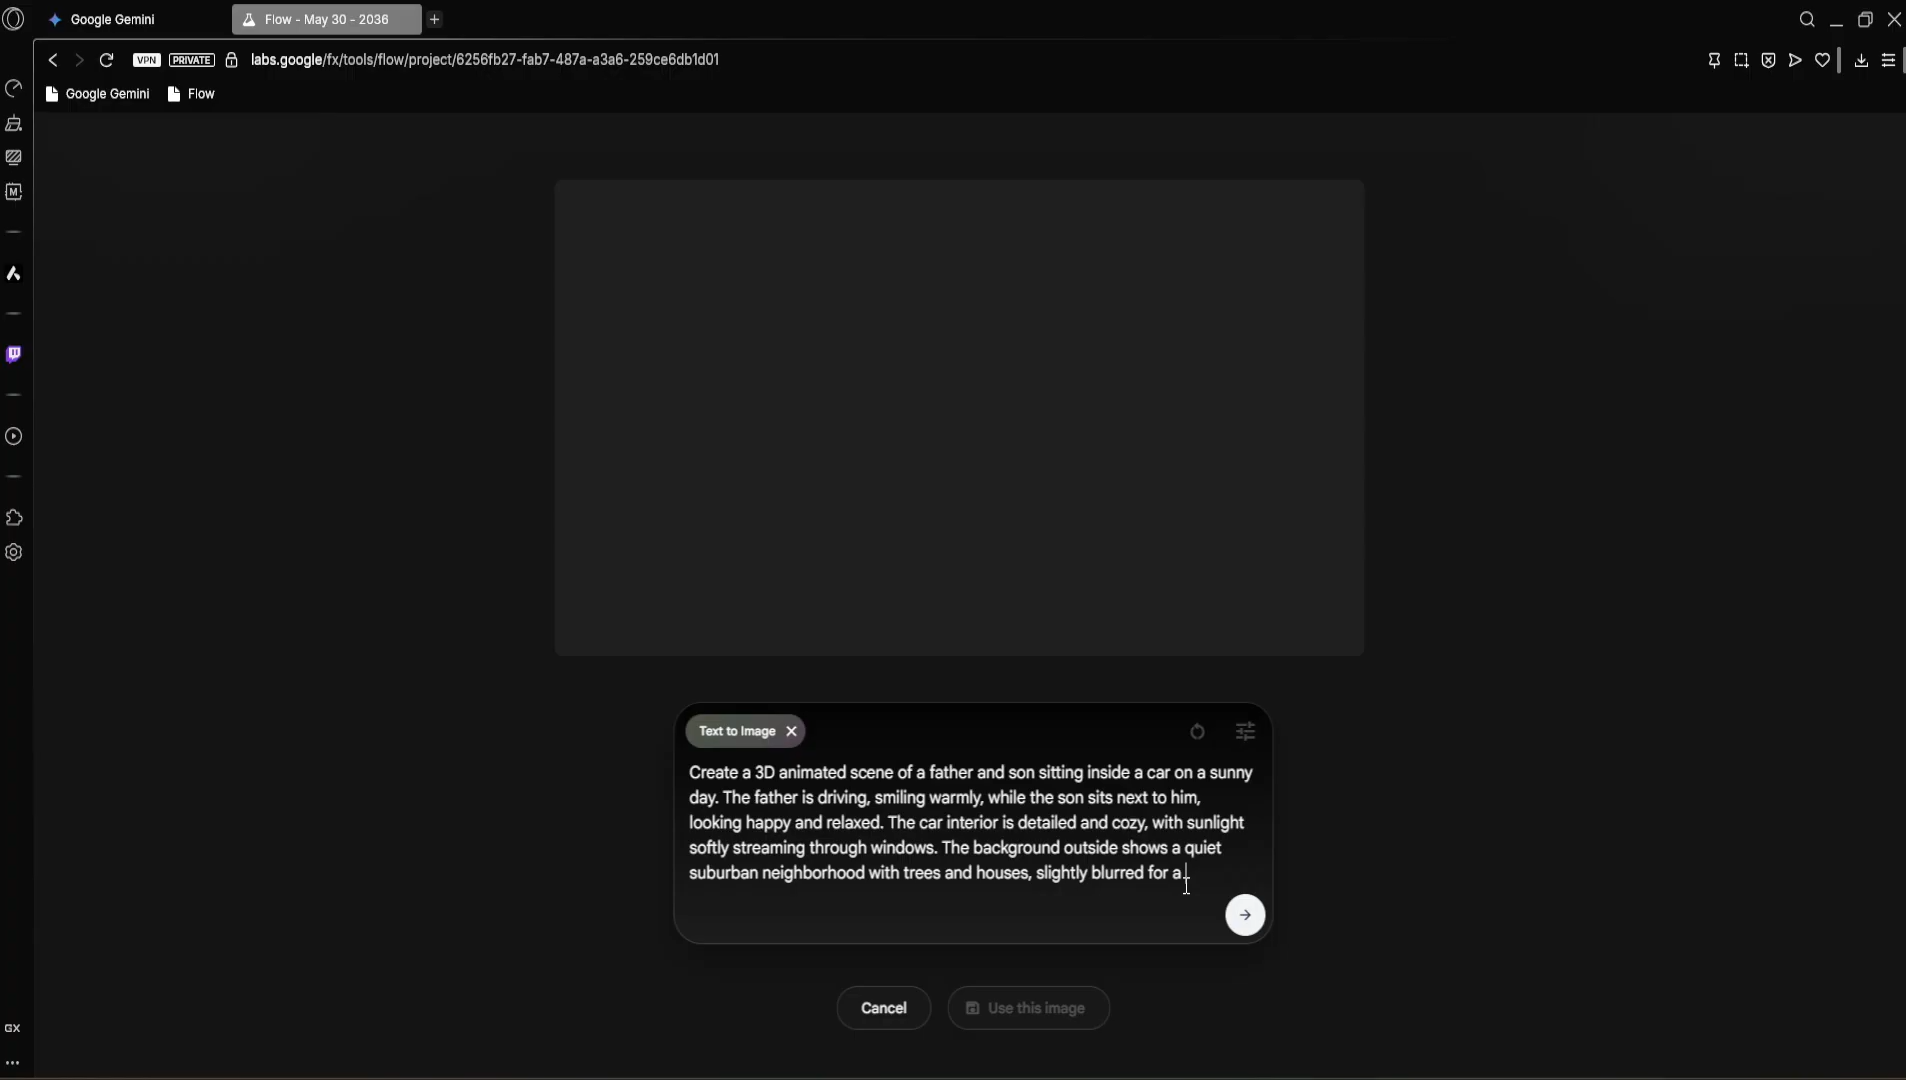 Google Gemini
Flow - May 30 - 2036
VPN
PRIVATE
labs.google/fx/tools/flow/project/6256fb27-fab7-487a-a3a6-259ce6db1d01
Google Gemini
Flow
M
Text to Image
Create a 3D animated scene of a father and son sitting inside a car on a sunny
day. The father is driving, smiling warmly, while the son sits next to him,
looking happy and relaxed. The car interior is detailed and cozy, with sunlight
softly streaming through windows. The background outside shows a quiet
suburban neighborhood with trees and houses, slightly blurred for a
Cancel
Use this image
GX